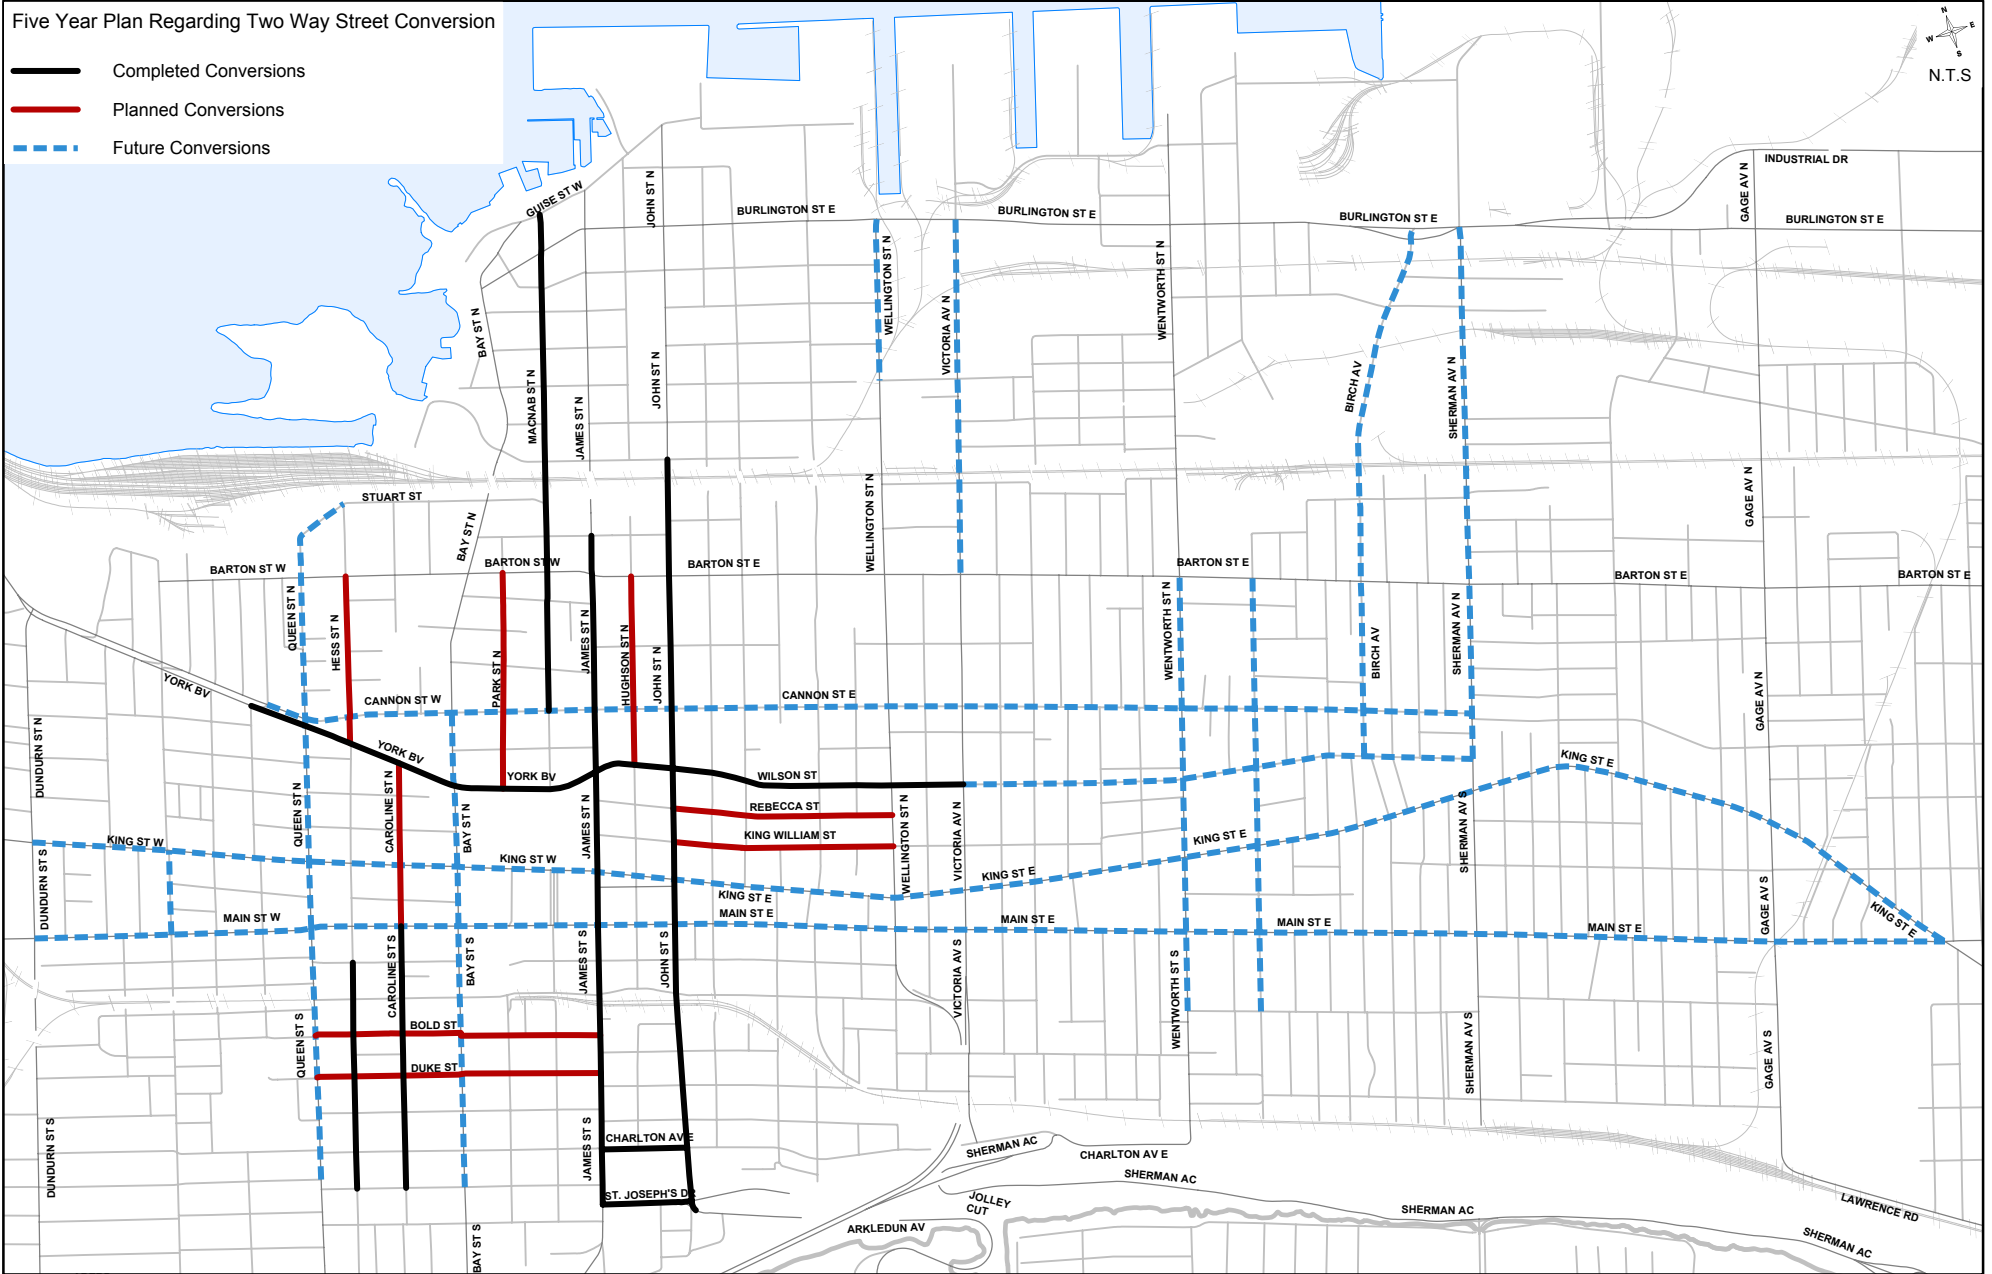 Five Year Plan Regarding Two Way Street Conversion
Completed Conversions
Planned Conversions
Future Conversions
N
W E
S
N.T.S
INDUSTRIAL DR
GAGE AV N
GUISE ST W
JOHN ST N
BURLINGTON ST E
BURLINGTON ST E
BURLINGTON ST E
BURLINGTON ST E
WELLINGTON ST N
VICTORIA AV N
WENTWORTH ST N
BAY ST N
MACNAB ST N
JAMES ST N
JOHN ST N
BIRCH AV
SHERMAN AV N
STUART ST
BAY ST N
WELLINGTON ST N
GAGE AV N
BARTON ST W
BARTON ST W
BARTON ST E
BARTON ST E
BARTON ST E
BARTON ST E
QUEEN ST N
HESS ST N
PARK ST N
JAMES ST N
HUGHSON ST N
JOHN ST N
WENTWORTH ST N
BIRCH AV
SHERMAN AV N
GAGE AV N
YORK BV
CANNON ST W
CANNON ST E
DUNDURN ST N
YORK BV
YORK BV
WILSON ST
KING ST E
QUEEN ST N
CAROLINE ST N
BAY ST N
JAMES ST N
REBECCA ST
KING WILLIAM ST
WELLINGTON ST N
VICTORIA AV N
KING ST W
KING ST W
KING ST E
KING ST E
KING ST E
KING ST E
SHERMAN AV S
DUNDURN ST S
MAIN ST W
MAIN ST E
MAIN ST E
MAIN ST E
MAIN ST E
GAGE AV S
CAROLINE ST S
BAY ST S
JAMES ST S
JOHN ST S
VICTORIA AV S
WENTWORTH ST S
QUEEN ST S
BOLD ST
DUKE ST
SHERMAN AV S
GAGE AV S
DUNDURN ST S
JAMES ST S
CHARLTON AV E
SHERMAN AC
CHARLTON AV E
SHERMAN AC
ST. JOSEPH'S DR
JOLLEY
CUT
SHERMAN AC
LAWRENCE RD
ARKLEDUN AV
BAY ST S
SHERMAN AC